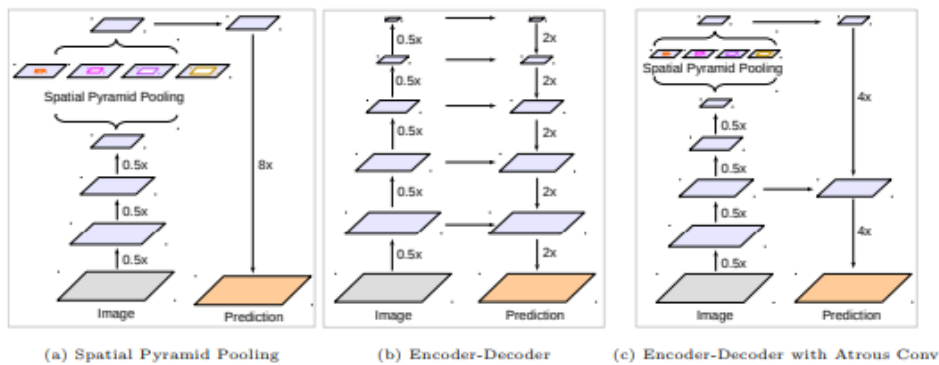 Spatial Pyramid Pooling
0.5x
0.5x
0.5x
8x
Image
Prediction
(a) Spatial Pyramid Pooling
0.5x
0.5x
0.5x
0.5x
0.5x
2x
2x
2x
2x
2x
Image
Prediction
(b) Encoder-Decoder
Spatial Pyramid Pooling
0.5x
0.5x
0.5x
0.5x
4x
4x
Image
Prediction
(c) Encoder-Decoder with Atrous Conv